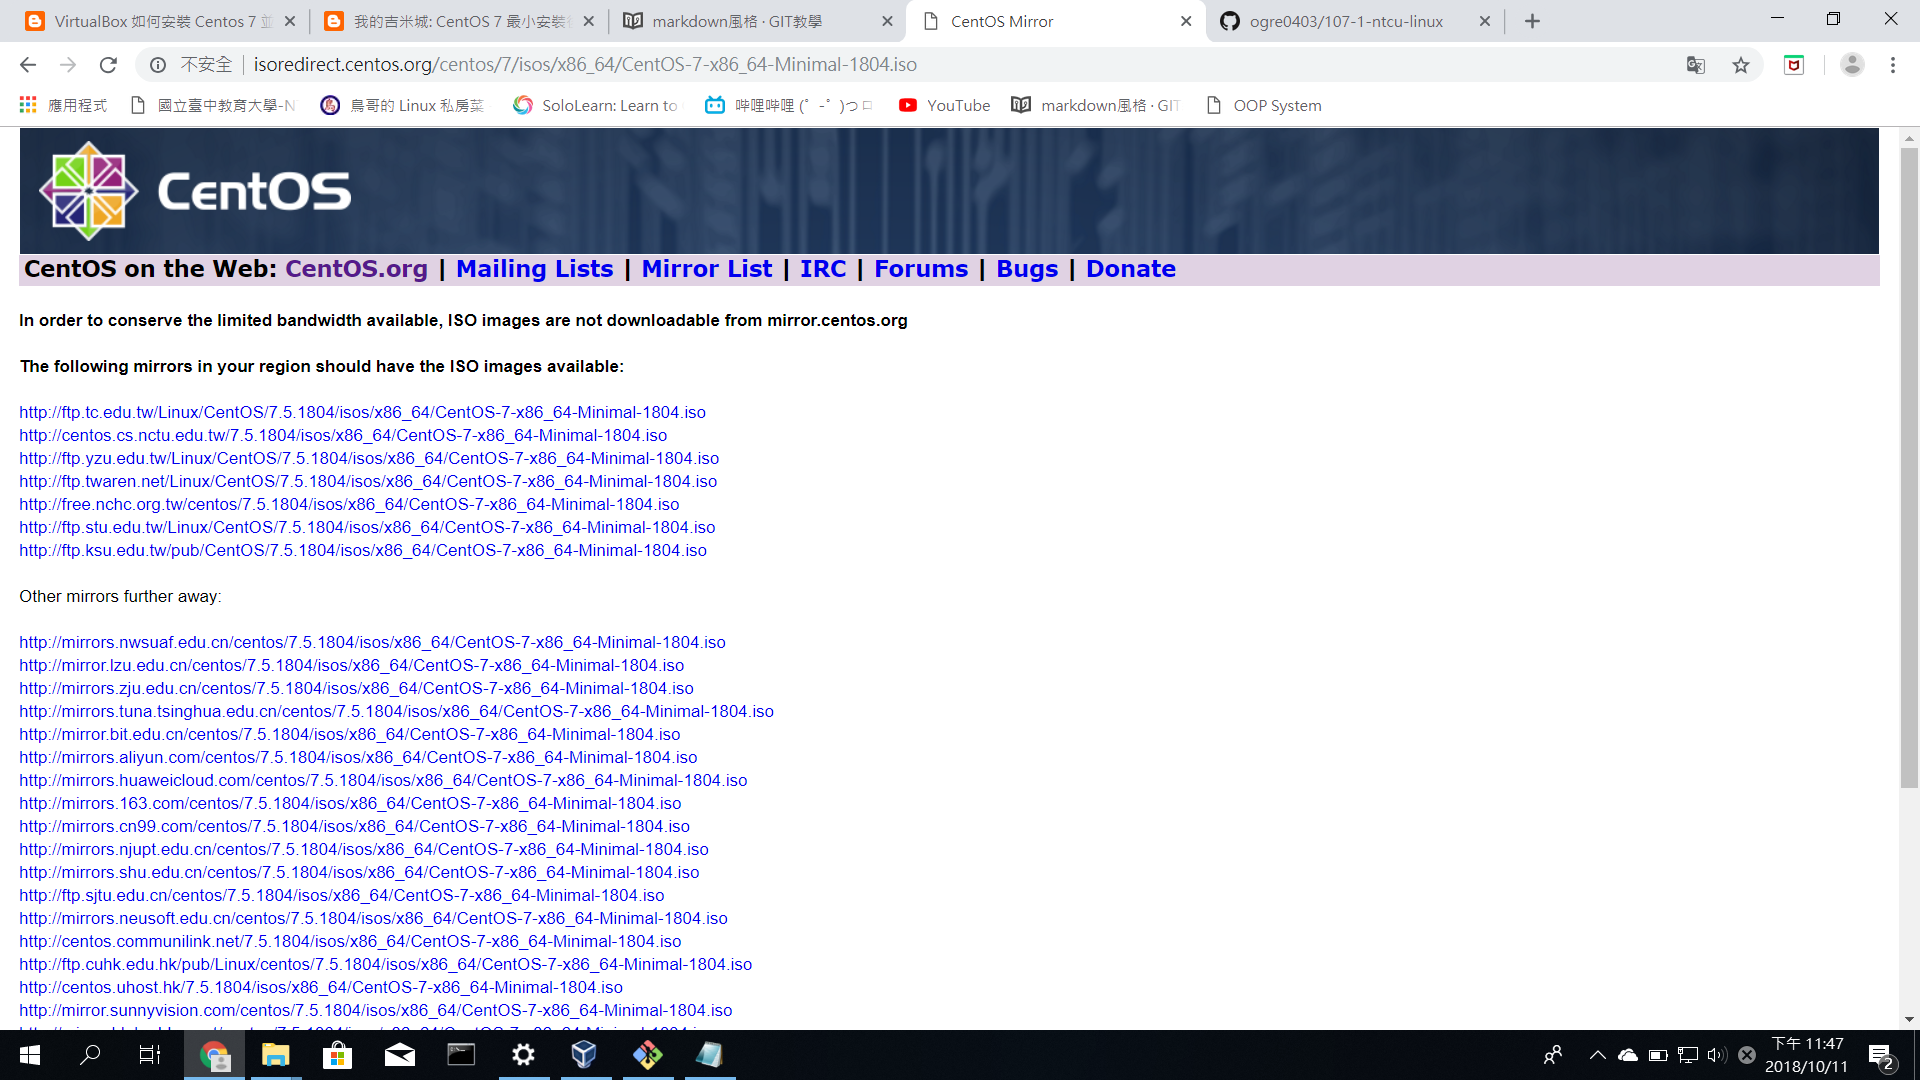 VirtualBox 如何安裝 Centos 7 並
我的吉米城: CentOS 7 最小安裝
markdown風格 · GIT教學
CentOS Mirror
ogre0403/107-1-ntcu-linux
不安全
isoredirect.centos.org/centos/7/isos/x86_64/CentOS-7-x86_64-Minimal-1804.iso
應用程式
國立臺中教育大學-N
鳥哥的 Linux 私房菜
SoloLearn: Learn to
哔哩哔哩 (゜-゜)つロ
YouTube
markdown風格 · GIT
OOP System
CentOS
CentOS on the Web: CentOS.org | Mailing Lists | Mirror List | IRC | Forums | Bugs | Donate
In order to conserve the limited bandwidth available, ISO images are not downloadable from mirror.centos.org
The following mirrors in your region should have the ISO images available:
http://ftp.tc.edu.tw/Linux/CentOS/7.5.1804/isos/x86_64/CentOS-7-x86_64-Minimal-1804.iso
http://centos.cs.nctu.edu.tw/7.5.1804/isos/x86_64/CentOS-7-x86_64-Minimal-1804.iso
http://ftp.yzu.edu.tw/Linux/CentOS/7.5.1804/isos/x86_64/CentOS-7-x86_64-Minimal-1804.iso
http://ftp.twaren.net/Linux/CentOS/7.5.1804/isos/x86_64/CentOS-7-x86_64-Minimal-1804.iso
http://free.nchc.org.tw/centos/7.5.1804/isos/x86_64/CentOS-7-x86_64-Minimal-1804.iso
http://ftp.stu.edu.tw/Linux/CentOS/7.5.1804/isos/x86_64/CentOS-7-x86_64-Minimal-1804.iso
http://ftp.ksu.edu.tw/pub/CentOS/7.5.1804/isos/x86_64/CentOS-7-x86_64-Minimal-1804.iso
Other mirrors further away:
http://mirrors.nwsuaf.edu.cn/centos/7.5.1804/isos/x86_64/CentOS-7-x86_64-Minimal-1804.iso
http://mirror.lzu.edu.cn/centos/7.5.1804/isos/x86_64/CentOS-7-x86_64-Minimal-1804.iso
http://mirrors.zju.edu.cn/centos/7.5.1804/isos/x86_64/CentOS-7-x86_64-Minimal-1804.iso
http://mirrors.tuna.tsinghua.edu.cn/centos/7.5.1804/isos/x86_64/CentOS-7-x86_64-Minimal-1804.iso
http://mirror.bit.edu.cn/centos/7.5.1804/isos/x86_64/CentOS-7-x86_64-Minimal-1804.iso
http://mirrors.aliyun.com/centos/7.5.1804/isos/x86_64/CentOS-7-x86_64-Minimal-1804.iso
http://mirrors.huaweicloud.com/centos/7.5.1804/isos/x86_64/CentOS-7-x86_64-Minimal-1804.iso
http://mirrors.163.com/centos/7.5.1804/isos/x86_64/CentOS-7-x86_64-Minimal-1804.iso
http://mirrors.cn99.com/centos/7.5.1804/isos/x86_64/CentOS-7-x86_64-Minimal-1804.iso
http://mirrors.njupt.edu.cn/centos/7.5.1804/isos/x86_64/CentOS-7-x86_64-Minimal-1804.iso
http://mirrors.shu.edu.cn/centos/7.5.1804/isos/x86_64/CentOS-7-x86_64-Minimal-1804.iso
http://ftp.sjtu.edu.cn/centos/7.5.1804/isos/x86_64/CentOS-7-x86_64-Minimal-1804.iso
http://mirrors.neusoft.edu.cn/centos/7.5.1804/isos/x86_64/CentOS-7-x86_64-Minimal-1804.iso
http://centos.communilink.net/7.5.1804/isos/x86_64/CentOS-7-x86_64-Minimal-1804.iso
http://ftp.cuhk.edu.hk/pub/Linux/centos/7.5.1804/isos/x86_64/CentOS-7-x86_64-Minimal-1804.iso
http://centos.uhost.hk/7.5.1804/isos/x86_64/CentOS-7-x86_64-Minimal-1804.iso
http://mirror.sunnyvision.com/centos/7.5.1804/isos/x86_64/CentOS-7-x86_64-Minimal-1804.iso
下午 11:47
2018/10/11
2